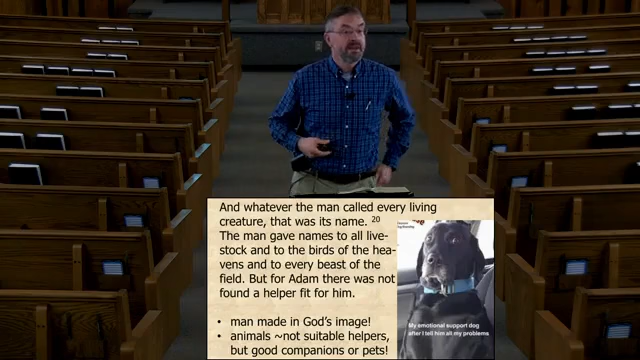 And whatever the man called every living
creature, that was its name. 20
The man gave names to all live-
stock and to the birds of the hea-
vens and to every beast of the
field. But for Adam there was not
found a helper fit for him.
• man made in God's image!
• animals ~not suitable helpers,
but good companions or pets!
My emotional support dog
after I tell him all my problems